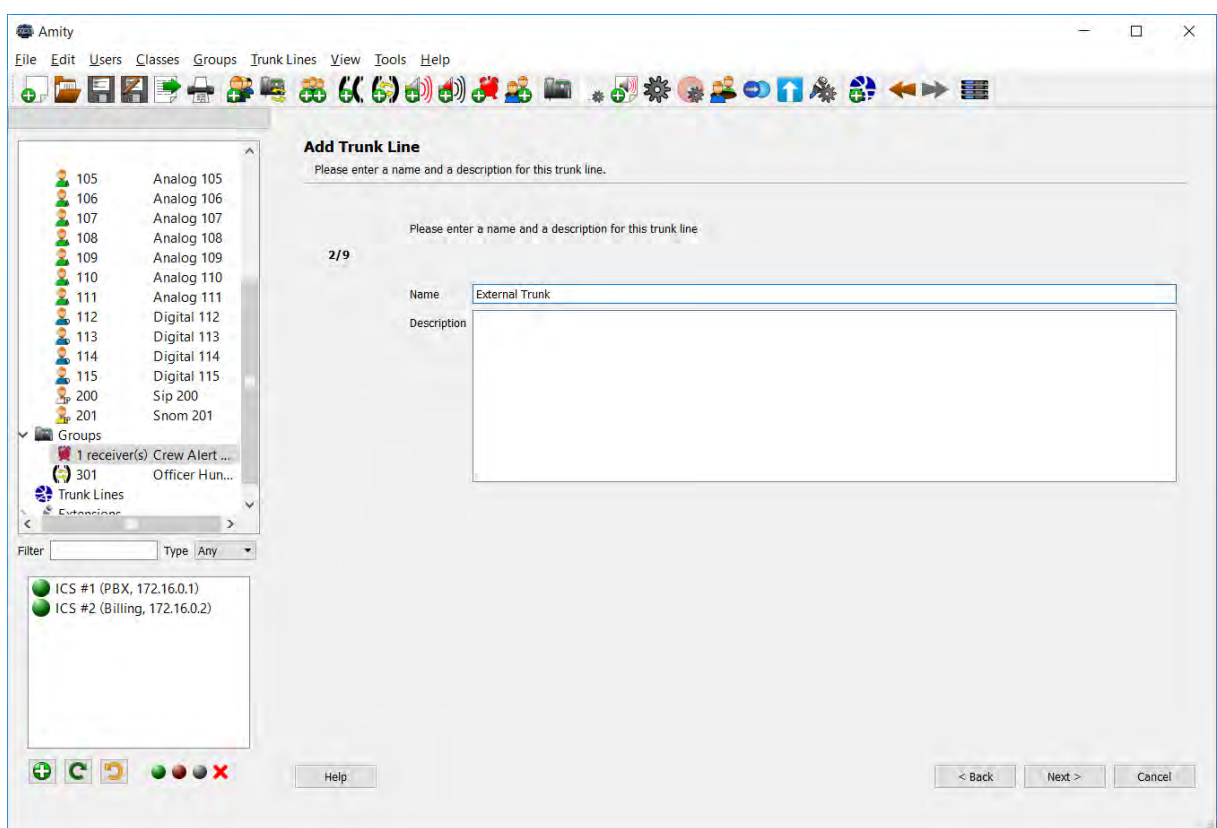 Amity
File Edit Users Classes Groups Trunk Lines View Tools Help
105 Analog 105
106 Analog 106
107 Analog 107
108 Analog 108
109 Analog 109
110 Analog 110
111 Analog 111
112 Digital 112
113 Digital 113
114 Digital 114
115 Digital 115
200 Sip 200
201 Snom 201
Groups
1 receiver(s) Crew Alert ...
301 Officer Hun...
Trunk Lines
Extensions
Filter Type Any
ICS #1 (PBX, 172.16.0.1)
ICS #2 (Billing, 172.16.0.2)
Add Trunk Line
Please enter a name and a description for this trunk line.
Please enter a name and a description for this trunk line
2/9
Name External Trunk
Description
Help < Back Next > Cancel